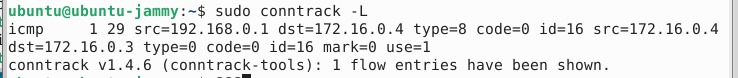 ubuntu@ubuntu-jammy:~$ sudo conntrack -L
icmp     1 29 src=192.168.0.1 dst=172.16.0.4 type=8 code=0 id=16 src=172.16.0.4
dst=172.16.0.3 type=0 code=0 id=16 mark=0 use=1
conntrack v1.4.6 (conntrack-tools): 1 flow entries have been shown.